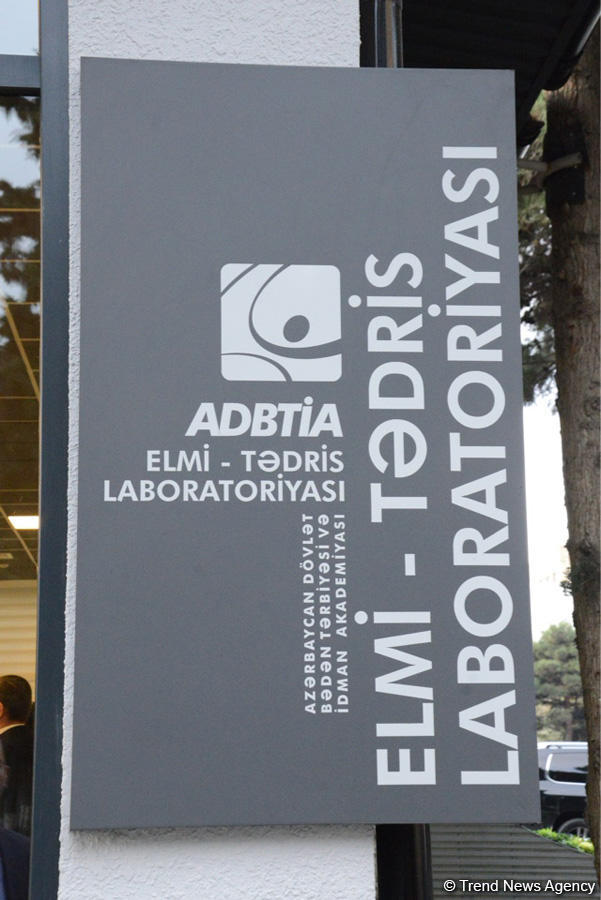 ADBTİA
ELMİ - TƏDRİS
LABORATORİYASI
AZƏRBAYCAN DÖVLƏT
BƏDƏN TƏRBİYƏSİ VƏ
İDMAN AKADEMİYASI
ELMİ - TƏDRİS
LABORATORİYASI
© Trend News Agency